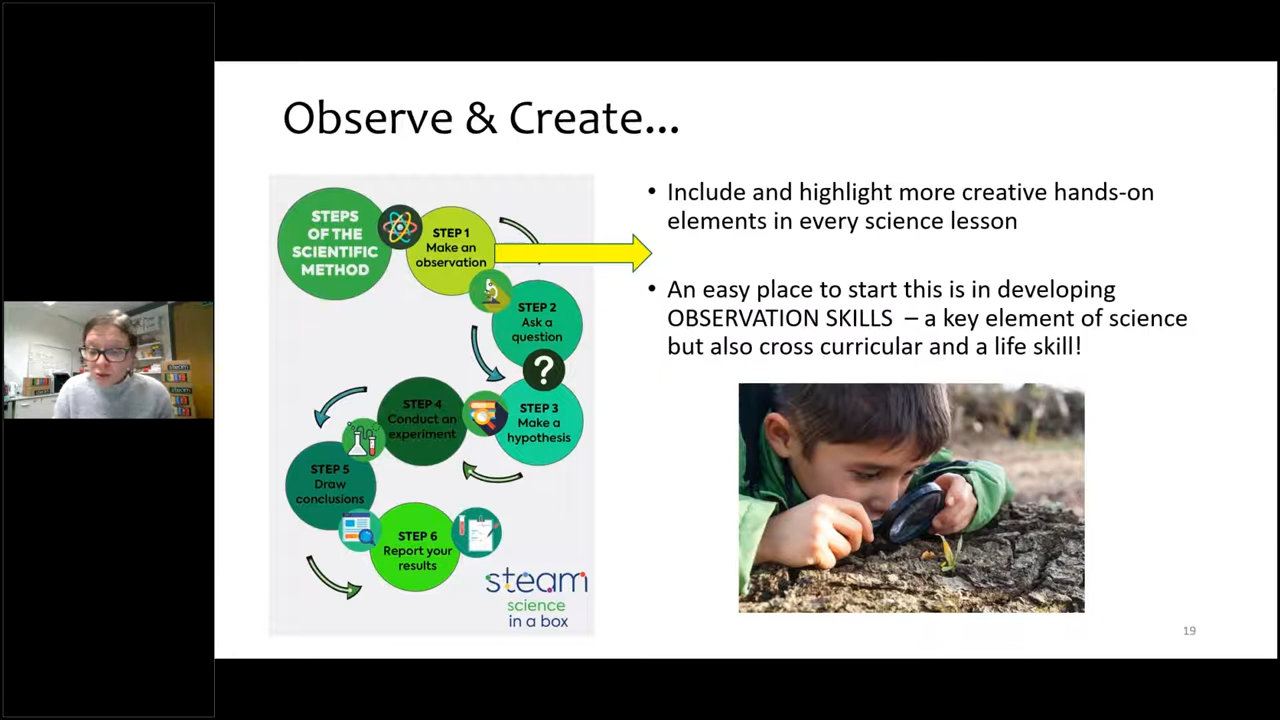 Observe & Create...
STEPS
OF THE
SCIENTIFIC
METHOD
STEP 1
Make an
observation
STEP 2
Ask a
question
?
STEP 3
Make a
hypothesis
STEP 4
Conduct an
experiment
STEP 5
Draw
conclusions
STEP 6
Report your
results
steam
science
in a box
• Include and highlight more creative hands-on
elements in every science lesson
• An easy place to start this is in developing
OBSERVATION SKILLS – a key element of science
but also cross curricular and a life skill!
19
steam
steam